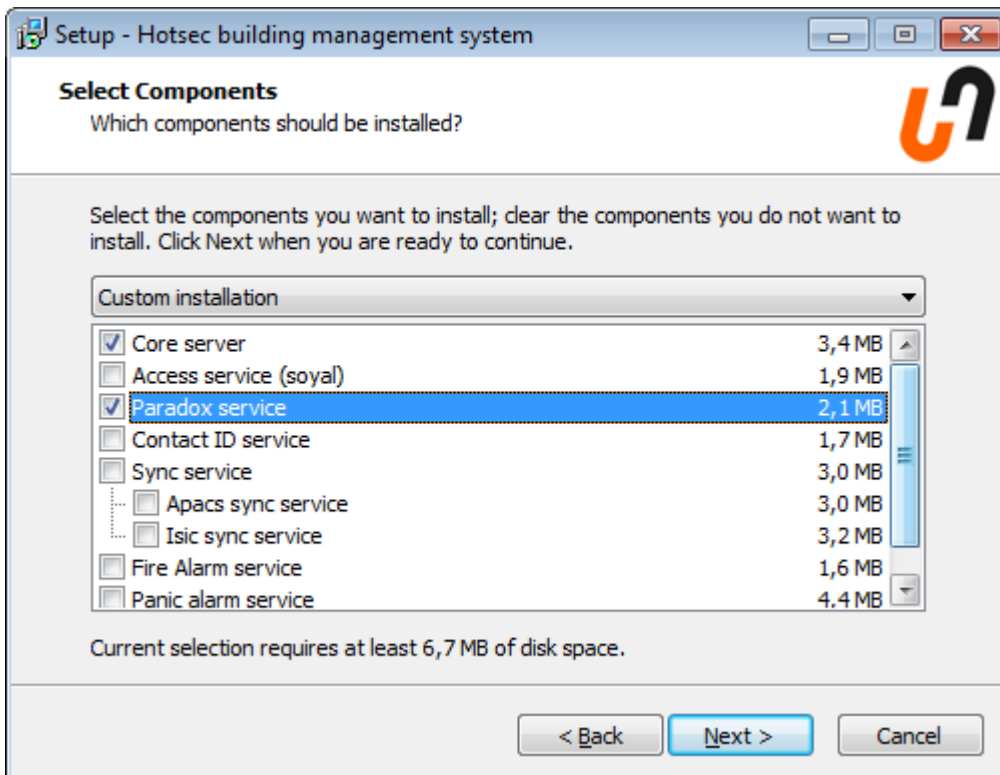 Setup - Hotsec building management system
Select Components
Which components should be installed?
Select the components you want to install; clear the components you do not want to
install. Click Next when you are ready to continue.
Custom installation
Core server 3,4 MB
Access service (soyal) 1,9 MB
Paradox service 2,1 MB
Contact ID service 1,7 MB
Sync service 3,0 MB
Apacs sync service 3,0 MB
Isic sync service 3,2 MB
Fire Alarm service 1,6 MB
Panic alarm service 4,4 MB
Current selection requires at least 6,7 MB of disk space.
< Back Next > Cancel